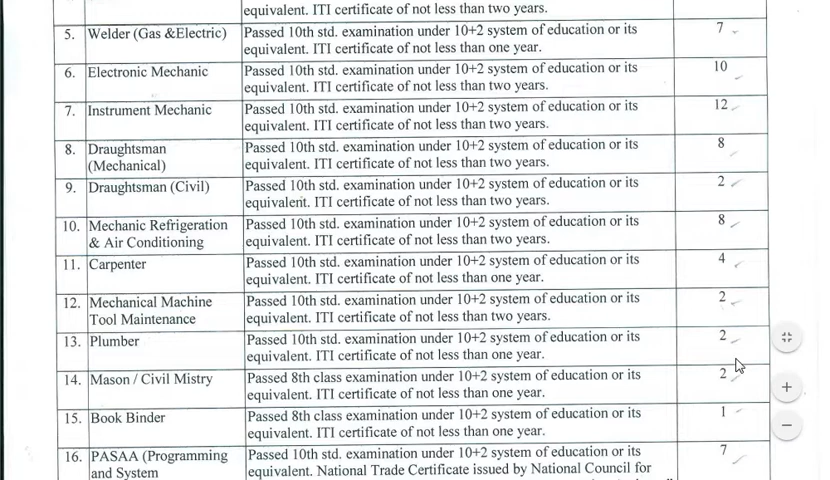 equivalent. ITI certificate of not less than two years.
5. Welder (Gas &Electric) Passed 10th std. examination under 10+2 system of education or its 7
equivalent. ITI certificate of not less than one year.
6. Electronic Mechanic Passed 10th std. examination under 10+2 system of education or its 10
equivalent. ITI certificate of not less than two years.
7. Instrument Mechanic Passed 10th std. examination under 10+2 system of education or its 12
equivalent. ITI certificate of not less than two years.
8. Draughtsman Passed 10th std. examination under 10+2 system of education or its 8
(Mechanical) equivalent. ITI certificate of not less than two years.
9. Draughtsman (Civil) Passed 10th std. examination under 10+2 system of education or its 2
equivalent. ITI certificate of not less than two years.
10. Mechanic Refrigeration Passed 10th std. examination under 10+2 system of education or its 8
& Air Conditioning equivalent. ITI certificate of not less than two years.
11. Carpenter Passed 10th std. examination under 10+2 system of education or its 4
equivalent. ITI certificate of not less than one year.
12. Mechanical Machine Passed 10th std. examination under 10+2 system of education or its 2
Tool Maintenance equivalent. ITI certificate of not less than two years.
13. Plumber Passed 10th std. examination under 10+2 system of education or its 2
equivalent. ITI certificate of not less than one year.
14. Mason / Civil Mistry Passed 8th class examination under 10+2 system of education or its 2
equivalent. ITI certificate of not less than one year.
15. Book Binder Passed 8th class examination under 10+2 system of education or its 1
equivalent. ITI certificate of not less than one year.
16. PASAA (Programming Passed 10th std. examination under 10+2 system of education or its 7
and System equivalent. National Trade Certificate issued by National Council for